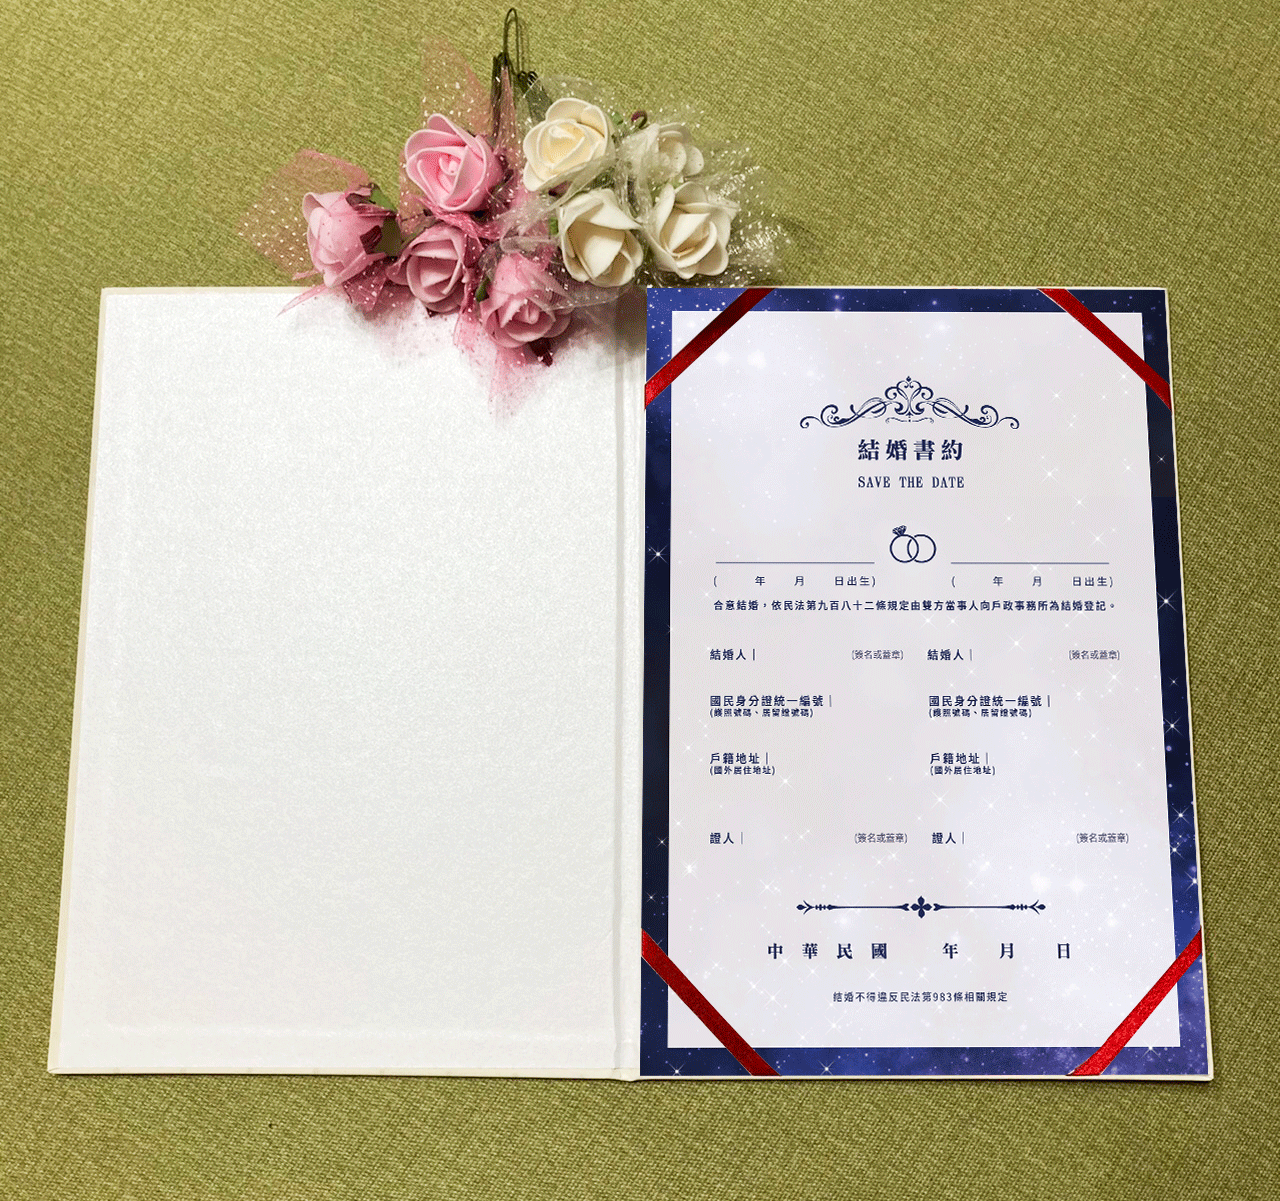 結婚書約
SAVE THE DATE
(　　年　　月　　日出生)　(　　年　　月　　日出生)
合意結婚，依民法第九百八十二條規定由雙方當事人向戶政事務所為結婚登記。
結婚人｜　(簽名或蓋章)　結婚人｜　(簽名或蓋章)
國民身分證統一編號｜　國民身分證統一編號｜
(護照號碼、居留證號碼)　(護照號碼、居留證號碼)
戶籍地址｜　戶籍地址｜
(國外居住地址)　(國外居住地址)
證人｜　(簽名或蓋章)　證人｜　(簽名或蓋章)
中華民國　年　月　日
結婚不得違反民法第983條相關規定